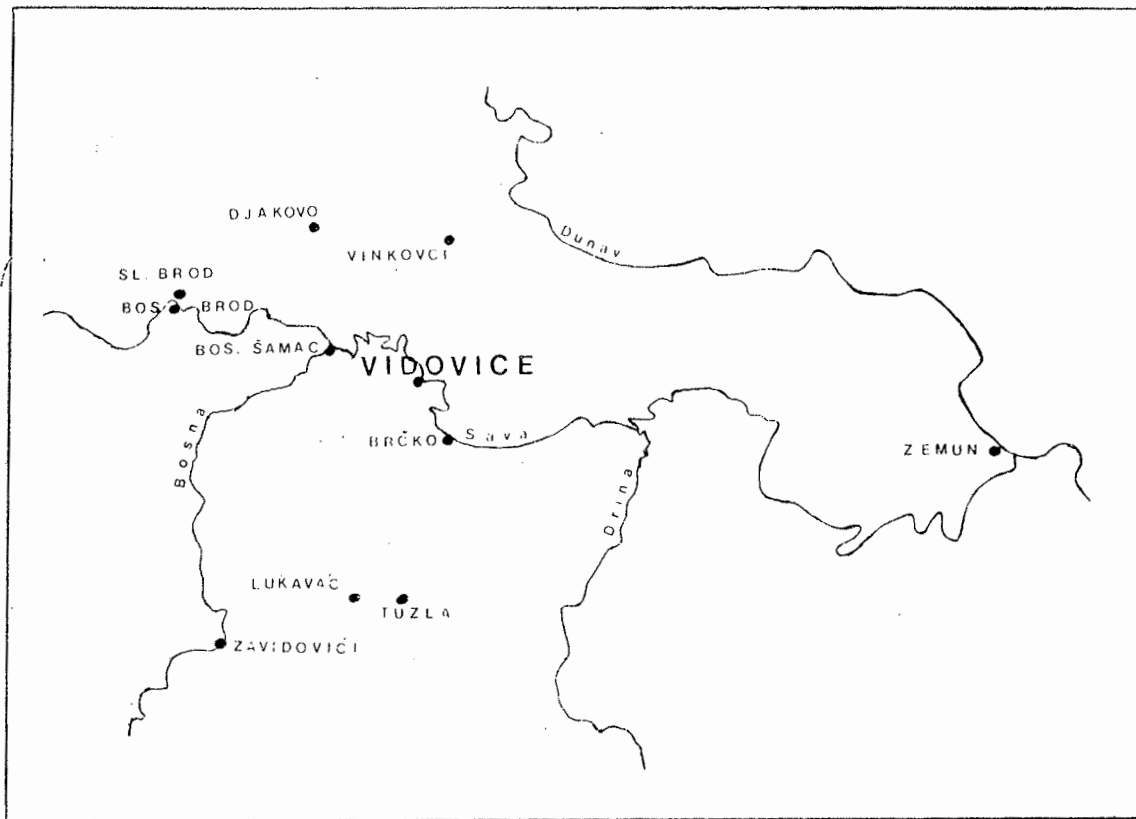 DJAKOVO
Dunav
VINKOVCI
SL. BROD
BOS. BROD
BOS. ŠAMAC
VIDOVICE
Bosna
BRČKO
Sava
ZEMUN
Drina
LUKAVAC
TUZLA
ZAVIDOVIĆI